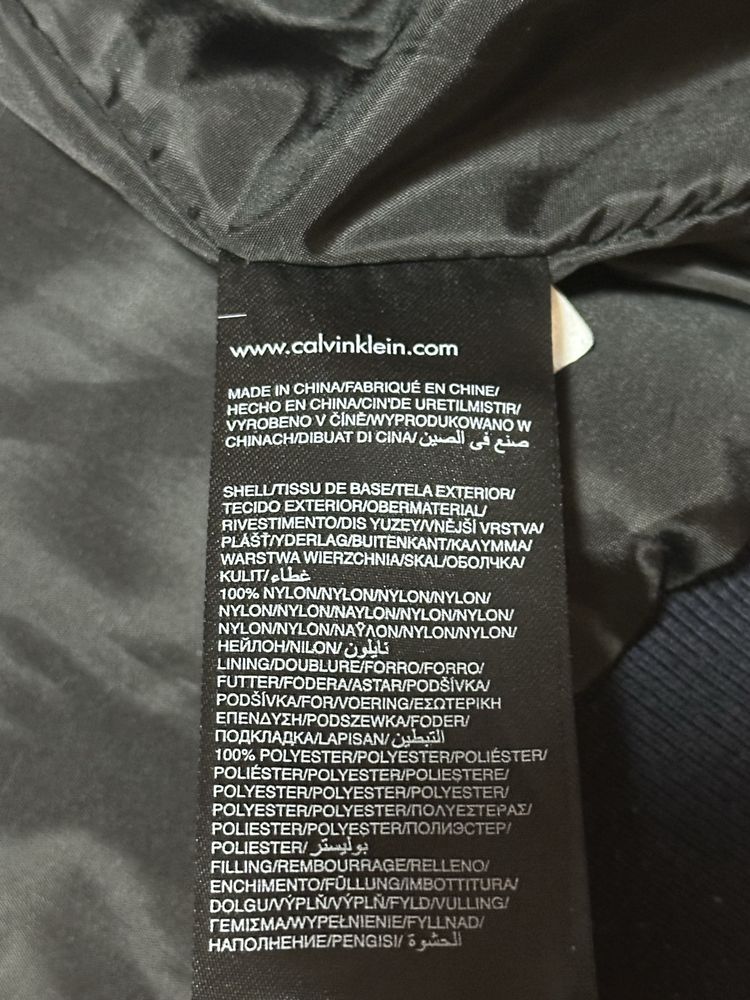 www.calvinklein.com
MADE IN CHINA/FABRIQUÉ EN CHINE/
HECHO EN CHINA/CIN'DE URETILMISTIR/
VYROBENO V ČÍNĚ/WYPRODUKOWANO W
CHINACH/DIBUAT DI CINA/ صنع في الصين
SHELL/TISSU DE BASE/TELA EXTERIOR/
TECIDO EXTERIOR/OBERMATERIAL/
RIVESTIMENTO/DIS YUZEY/VNĚJŠÍ VRSTVA/
PLÁŠŤ/YDERLAG/BUITENKANT/ΚΑΛΥΜΜΑ/
WARSTWA WIERZCHNIA/SKAL/ОБОЛЧКА/
KULIT/ غطاء
100% NYLON/NYLON/NYLON/NYLON/
NYLON/NYLON/NAYLON/NYLON/NYLON/
NYLON/NYLON/ΝΑΫΛΟΝ/NYLON/NYLON/
НЕЙЛОН/NILON/ نايلون
LINING/DOUBLURE/FORRO/FORRO/
FUTTER/FODERA/ASTAR/PODŠÍVKA/
PODŠÍVKA/FOR/VOERING/ΕΣΩΤΕΡΙΚΗ
ΕΠΕΝΔΥΣΗ/PODSZEWKA/FODER/
ПОДКЛАДКА/LAPISAN/ التبطين
100% POLYESTER/POLYESTER/POLIÉSTER/
POLIÉSTER/POLYESTER/POLIESTERE/
POLYESTER/POLYESTER/POLYESTER/
POLYESTER/POLYESTER/ΠΟΛΥΕΣΤΕΡΑΣ/
POLIESTER/POLYESTER/ПОЛИЭСТЕР/
POLIESTER/ بوليستر
FILLING/REMBOURRAGE/RELLENO/
ENCHIMENTO/FÜLLUNG/IMBOTTITURA/
DOLGU/VÝPLŇ/VÝPLŇ/FYLD/VULLING/
ΓΕΜΙΣΜΑ/WYPEŁNIENIE/FYLLNAD/
НАПОЛНЕНИЕ/PENGISI/ الحشوة